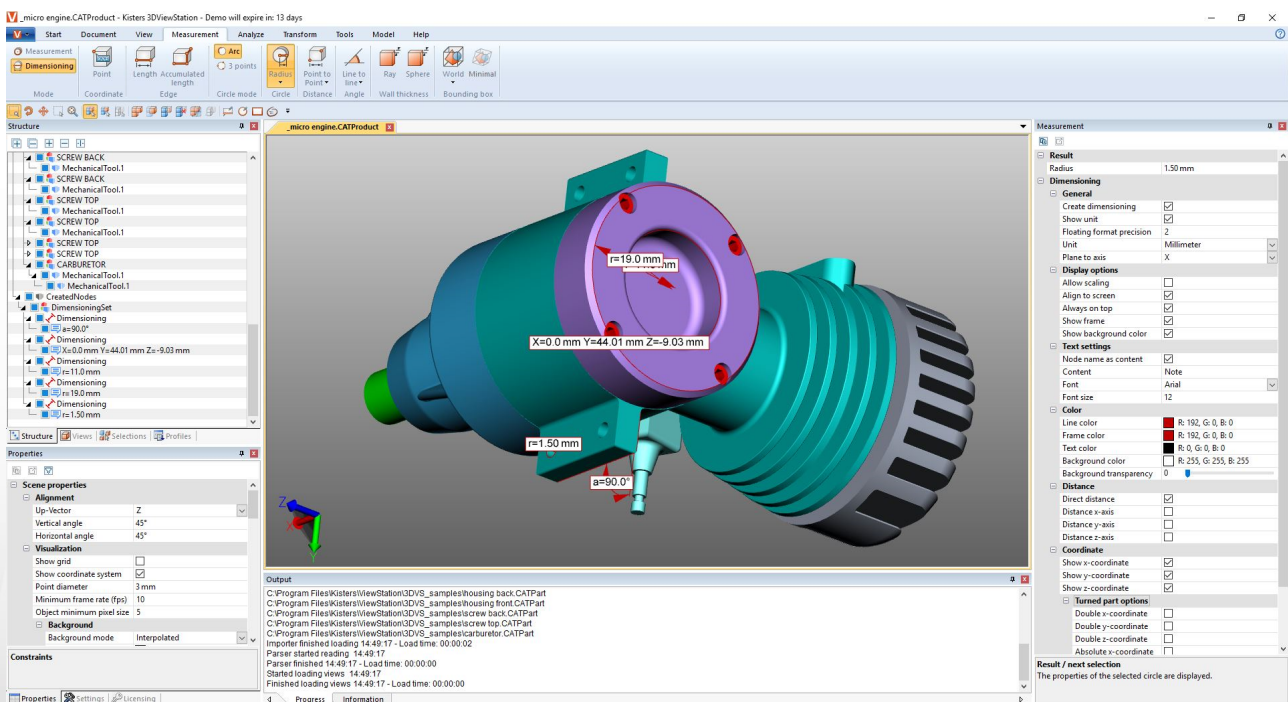 _micro engine.CATProduct - Kisters 3DViewStation - Demo will expire in: 13 days
Start Document View Measurement Analyze Transform Tools Model Help
Measurement
Dimensioning
Mode
Point
Coordinate
Length Accumulated length
Edge
Arc
3 points
Circle mode
Radius
Circle
Point to Point
Distance
Line to line
Angle
Ray Sphere
Wall thickness
World Minimal
Bounding box
Structure
SCREW BACK
MechanicalTool.1
SCREW BACK
MechanicalTool.1
SCREW TOP
MechanicalTool.1
SCREW TOP
MechanicalTool.1
SCREW TOP
SCREW TOP
CARBURETOR
MechanicalTool.1
MechanicalTool.1
CreatedNodes
DimensioningSet
Dimensioning
a=90.0°
Dimensioning
X=0.0 mm Y=44.01 mm Z=-9.03 mm
Dimensioning
r=11.0 mm
Dimensioning
r=19.0 mm
Dimensioning
r=1.50 mm
Structure Views Selections Profiles
Properties
Scene properties
Alignment
Up-Vector Z
Vertical angle 45°
Horizontal angle 45°
Visualization
Show grid
Show coordinate system
Point diameter 3 mm
Minimum frame rate (fps) 10
Object minimum pixel size 5
Background
Background mode Interpolated
Constraints
Properties Settings Licensing
_micro engine.CATProduct
r=19.0 mm
X=0.0 mm Y=44.01 mm Z=-9.03 mm
r=1.50 mm
a=90.0°
Z
X
Y
Output
C:\Program Files\Kisters\ViewStation\3DVS_samples\housing back.CATPart
C:\Program Files\Kisters\ViewStation\3DVS_samples\housing front.CATPart
C:\Program Files\Kisters\ViewStation\3DVS_samples\screw back.CATPart
C:\Program Files\Kisters\ViewStation\3DVS_samples\screw top.CATPart
C:\Program Files\Kisters\ViewStation\3DVS_samples\carburetor.CATPart
Importer finished loading 14:49:17 - Load time: 00:00:02
Parser started reading 14:49:17
Parser finished 14:49:17 - Load time: 00:00:00
Started loading views 14:49:17
Finished loading views 14:49:17 - Load time: 00:00:00
Progress Information
Measurement
Result
Radius 1.50 mm
Dimensioning
General
Create dimensioning
Show unit
Floating format precision 2
Unit Millimeter
Plane to axis X
Display options
Allow scaling
Align to screen
Always on top
Show frame
Show background color
Text settings
Node name as content
Content Note
Font Arial
Font size 12
Color
Line color R: 192, G: 0, B: 0
Frame color R: 192, G: 0, B: 0
Text color R: 0, G: 0, B: 0
Background color R: 255, G: 255, B: 255
Background transparency 0
Distance
Direct distance
Distance x-axis
Distance y-axis
Distance z-axis
Coordinate
Show x-coordinate
Show y-coordinate
Show z-coordinate
Turned part options
Double x-coordinate
Double y-coordinate
Double z-coordinate
Absolute x-coordinate
Result / next selection
The properties of the selected circle are displayed.